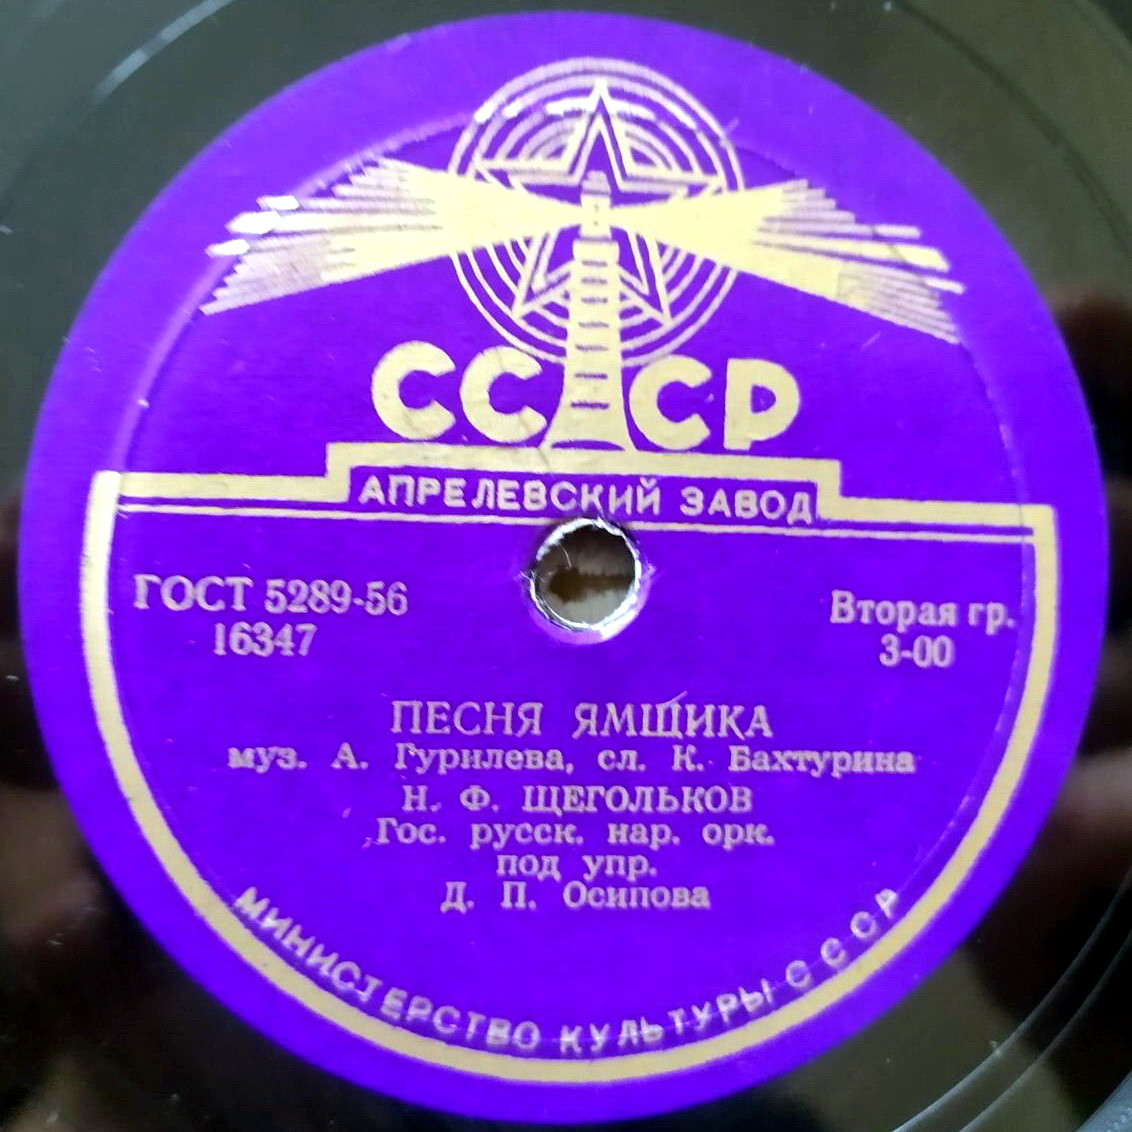 СССР
АПРЕЛЕВСКИЙ ЗАВОД
ГОСТ 5289-56
16347
Вторая гр.
3-00
ПЕСНЯ ЯМЩИКА
муз. А. Гурилева, сл. К. Бахтурина
Н. Ф. ЩЕГОЛЬКОВ
Гос. русск. нар. орк.
под упр.
Д. П. Осипова
МИНИСТЕРСТВО КУЛЬТУРЫ СССР